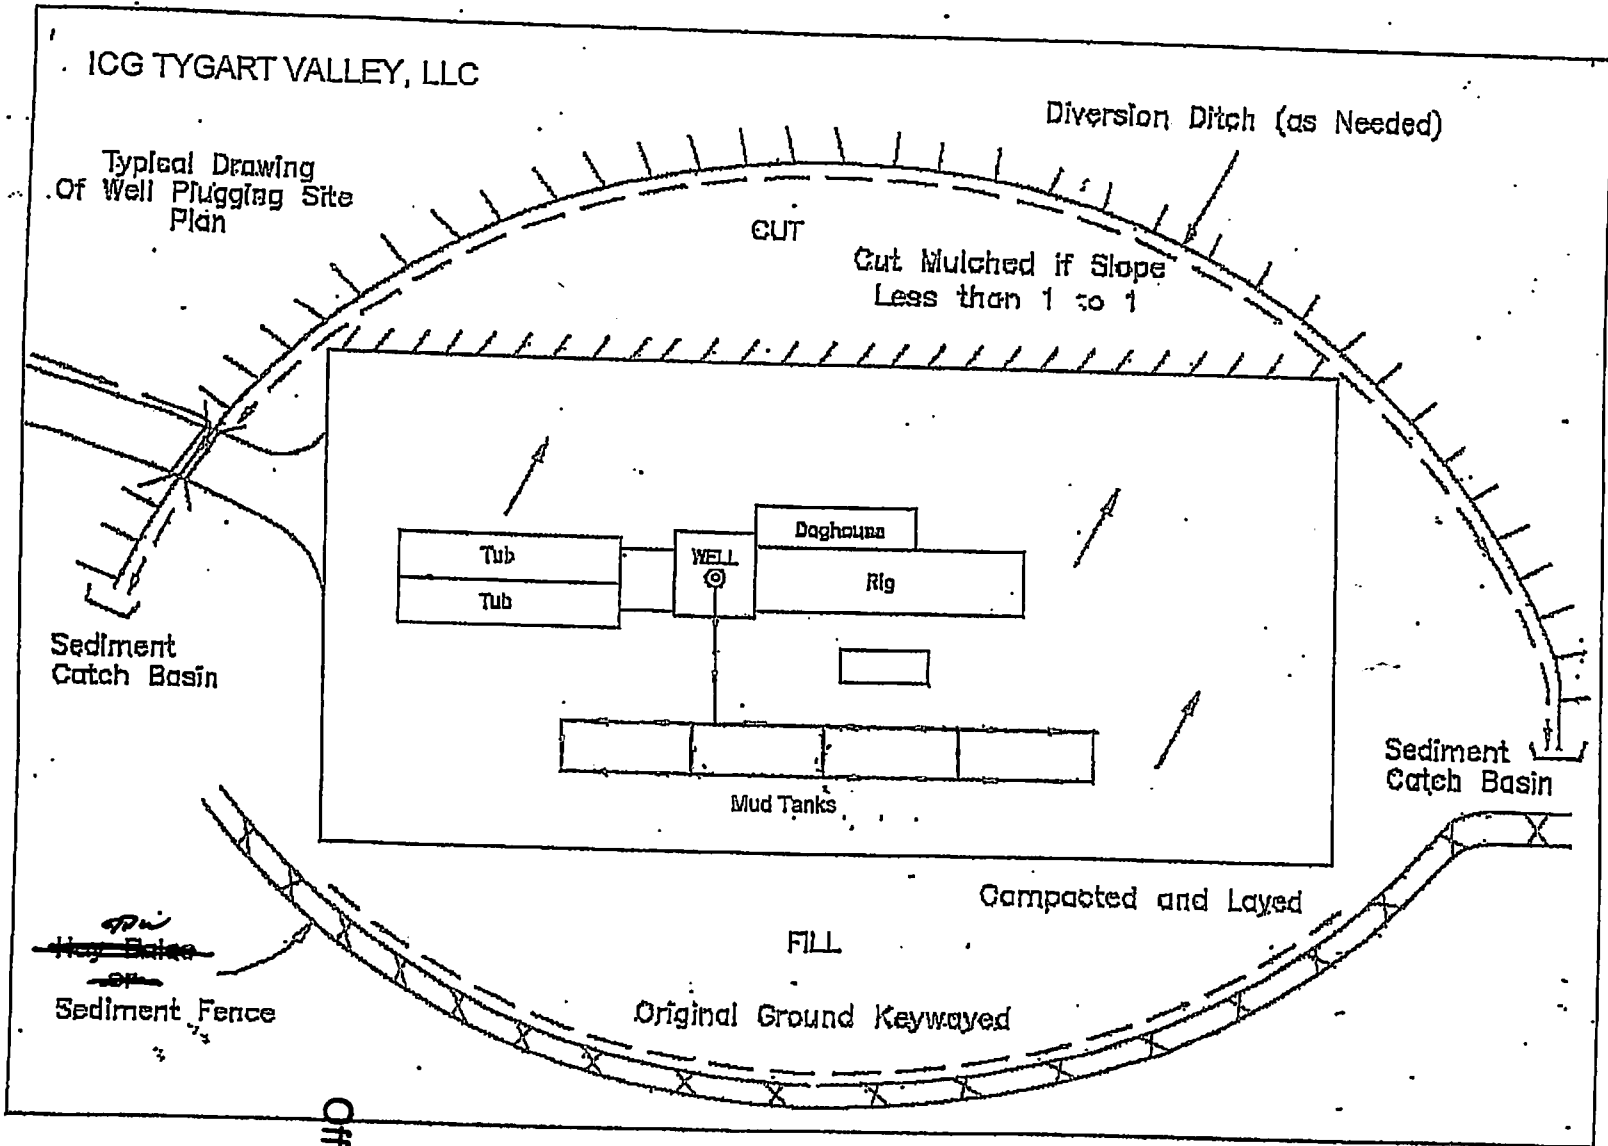 ICG TYGART VALLEY, LLC
Diversion Ditch (as Needed)
Typical Drawing
Of Well Plugging Site
Plan
CUT
Cut Mulched if Slope
Less than 1 to 1
Doghouse
Tub
WELL
Rig
Tub
Sediment
Catch Basin
Sediment
Catch Basin
Mud Tanks
Compacted and Layed
Hay Bales
or
Sediment Fence
FILL
Original Ground Keywayed
Off